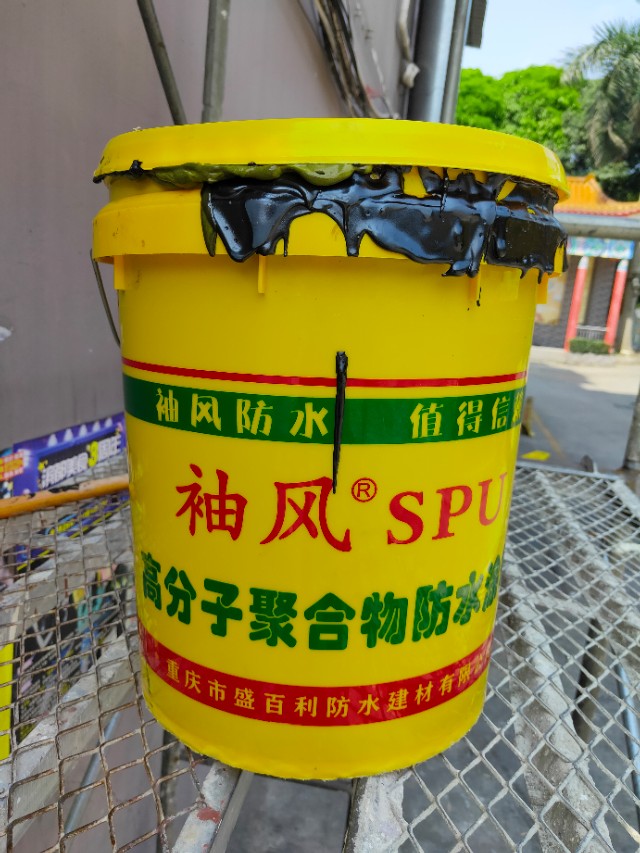 袖风防水 值得信
袖风® SPU
高分子聚合物防水
重庆市盛百利防水建材有限